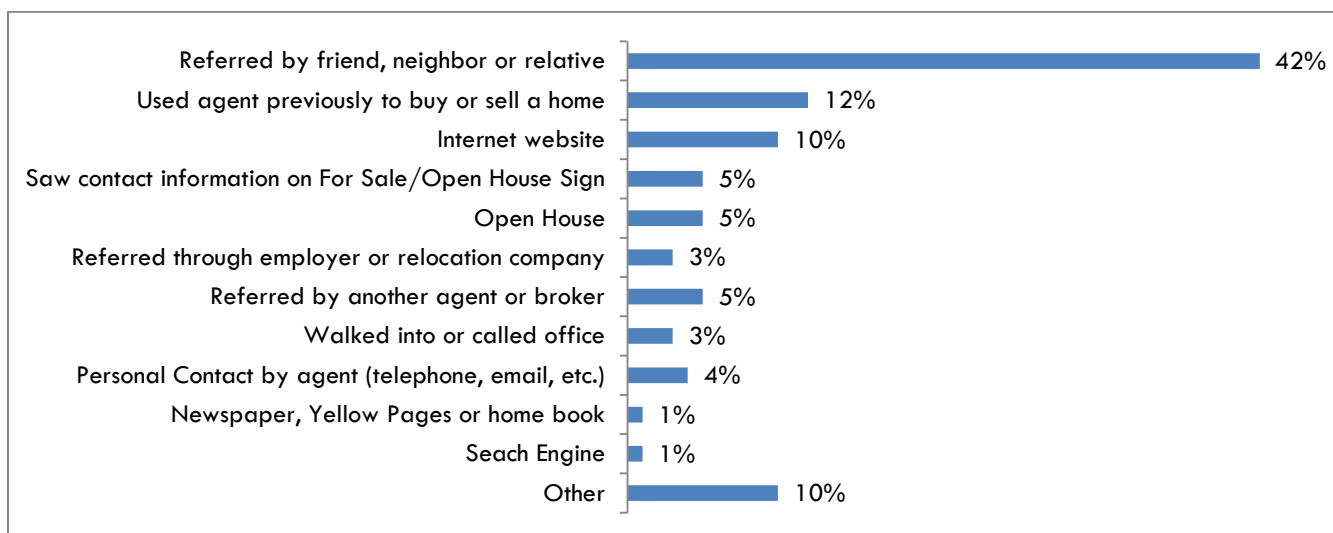 Referred by friend, neighbor or relative 42%
Used agent previously to buy or sell a home 12%
Internet website 10%
Saw contact information on For Sale/Open House Sign 5%
Open House 5%
Referred through employer or relocation company 3%
Referred by another agent or broker 5%
Walked into or called office 3%
Personal Contact by agent (telephone, email, etc.) 4%
Newspaper, Yellow Pages or home book 1%
Seach Engine 1%
Other 10%